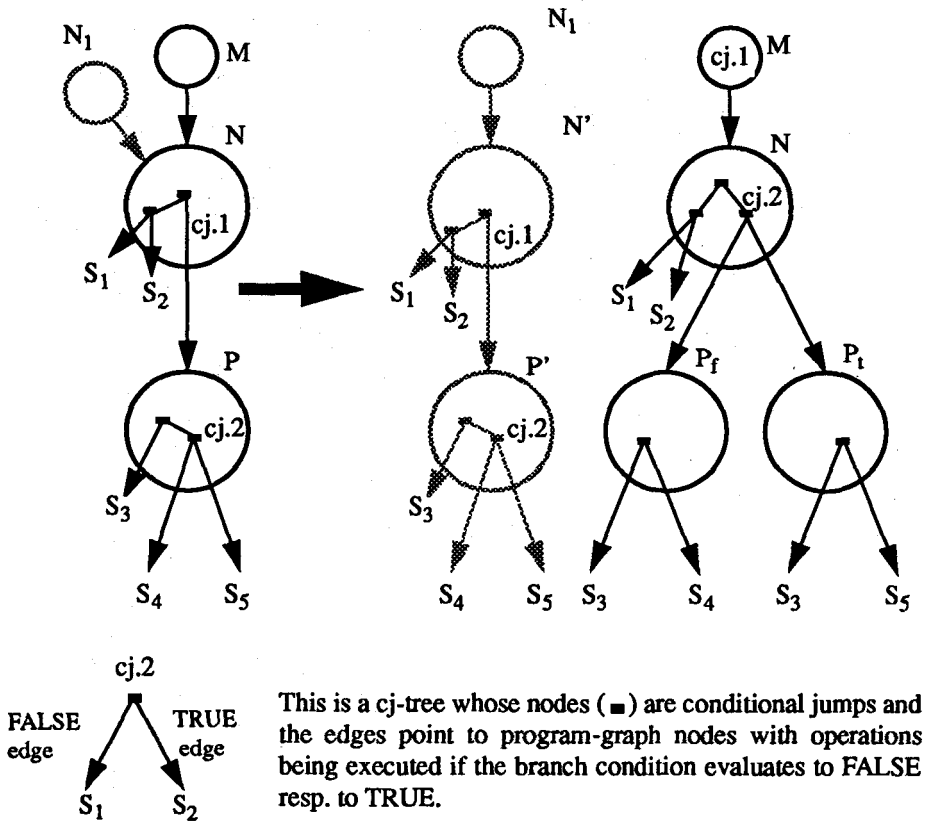 N1 M N1 cj.1 M
N N' N
cj.1 cj.1 cj.2
S1 S2 S1 S2 S1 S2
P P' Pf Pt
cj.2 cj.2
S3 S3
S4 S5 S4 S5 S3 S4 S3 S5
cj.2
FALSE edge TRUE edge
S1 S2
This is a cj-tree whose nodes (▬) are conditional jumps and
the edges point to program-graph nodes with operations
being executed if the branch condition evaluates to FALSE
resp. to TRUE.